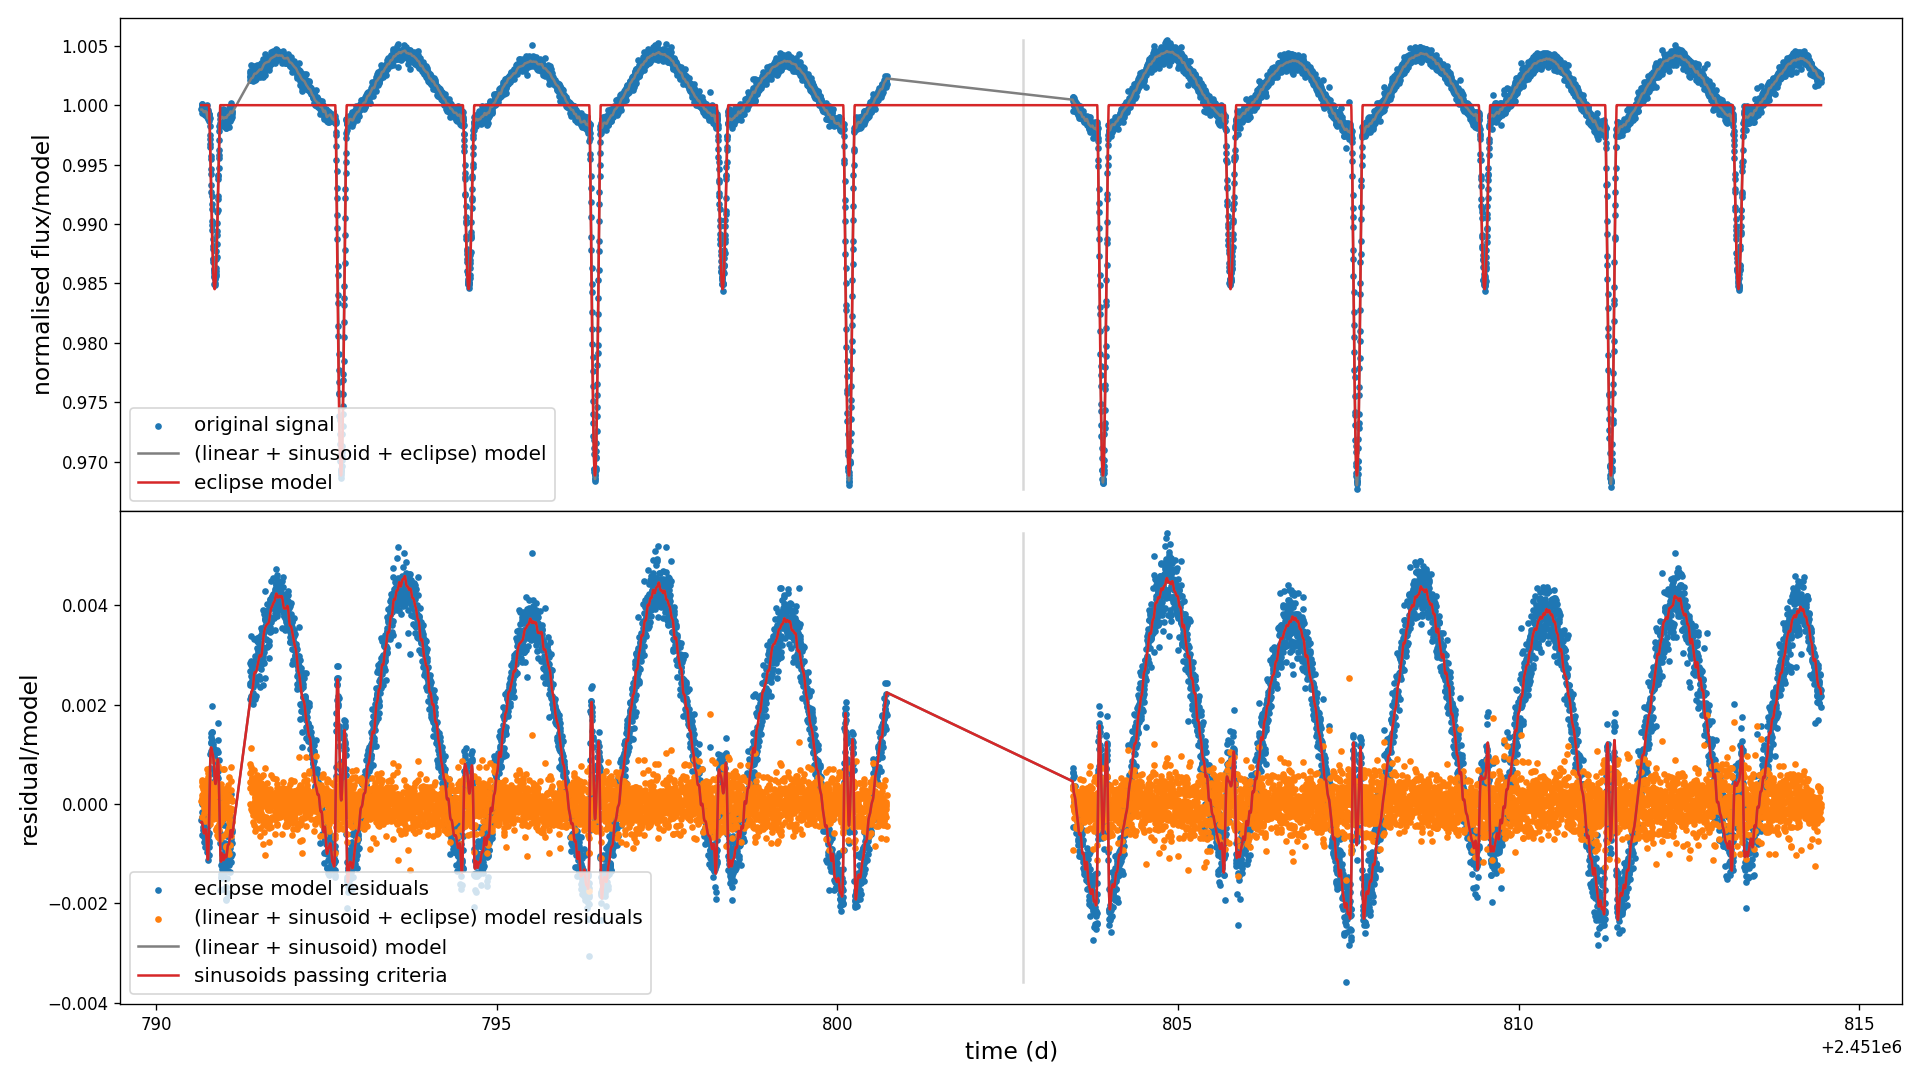 normalised flux/model
1.005
1.000
0.995
0.990
0.985
0.980
0.975
0.970
original signal
(linear + sinusoid + eclipse) model
eclipse model
residual/model
0.004
0.002
0.000
−0.002
−0.004
eclipse model residuals
(linear + sinusoid + eclipse) model residuals
(linear + sinusoid) model
sinusoids passing criteria
790 795 800 805 810 815
time (d)
+2.451e6